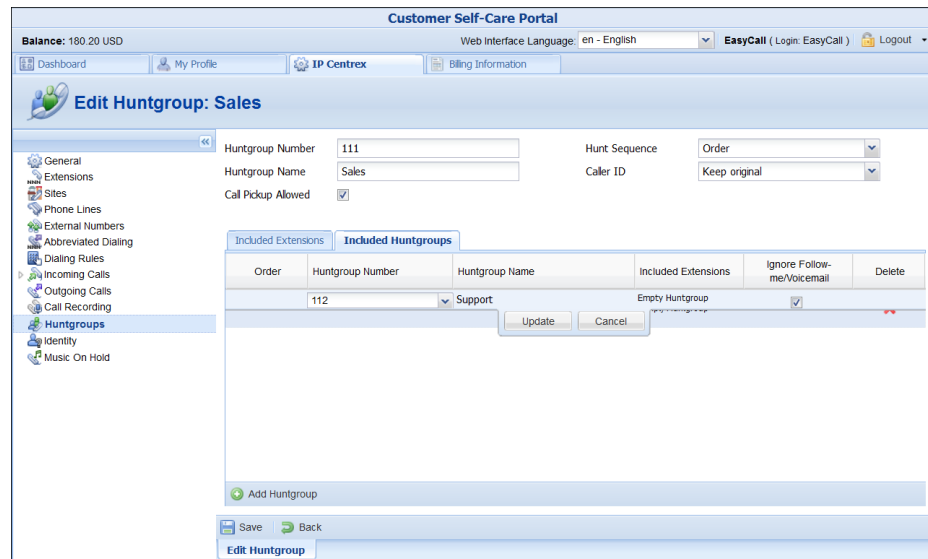 Customer Self-Care Portal
Balance: 180.20 USD
Web Interface Language: en - English
EasyCall ( Login: EasyCall )
Logout
Dashboard
My Profile
IP Centrex
Billing Information
Edit Huntgroup: Sales
General
Extensions
Sites
Phone Lines
External Numbers
Abbreviated Dialing
Dialing Rules
Incoming Calls
Outgoing Calls
Call Recording
Huntgroups
Identity
Music On Hold
Huntgroup Number 111
Hunt Sequence Order
Huntgroup Name Sales
Caller ID Keep original
Call Pickup Allowed
Included Extensions
Included Huntgroups
Order
Huntgroup Number
Huntgroup Name
Included Extensions
Ignore Follow-
me/Voicemail
Delete
112
Support
Empty Huntgroup
Update
Cancel
Add Huntgroup
Save
Back
Edit Huntgroup